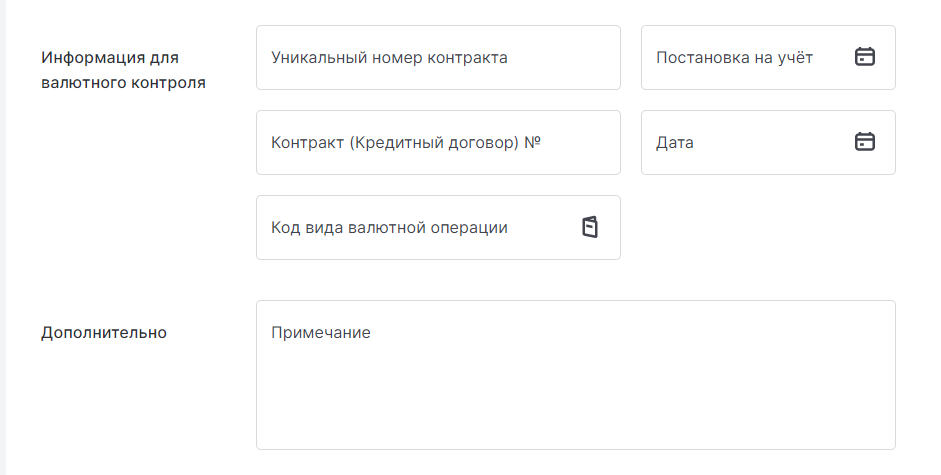 Информация для
валютного контроля
Уникальный номер контракта
Постановка на учёт
Контракт (Кредитный договор) №
Дата
Код вида валютной операции
Дополнительно
Примечание